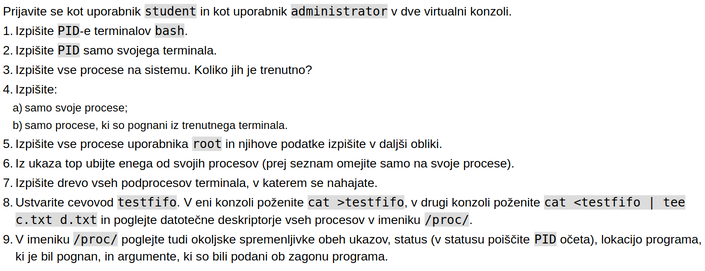 Prijavite se kot uporabnik student in kot uporabnik administrator v dve virtualni konzoli.
1. Izpišite PID-e terminalov bash.
2. Izpišite PID samo svojega terminala.
3. Izpišite vse procese na sistemu. Koliko jih je trenutno?
4. Izpišite:
a) samo svoje procese;
b) samo procese, ki so pognani iz trenutnega terminala.
5. Izpišite vse procese uporabnika root in njihove podatke izpišite v daljši obliki.
6. Iz ukaza top ubijte enega od svojih procesov (prej seznam omejite samo na svoje procese).
7. Izpišite drevo vseh podprocesov terminala, v katerem se nahajate.
8. Ustvarite cevovod testfifo. V eni konzoli poženite cat >testfifo, v drugi konzoli poženite cat <testfifo | tee
c.txt d.txt in poglejte datotečne deskriptorje vseh procesov v imeniku /proc/.
9. V imeniku /proc/ poglejte tudi okoljske spremenljivke obeh ukazov, status (v statusu poiščite PID očeta), lokacijo programa,
ki je bil pognan, in argumente, ki so bili podani ob zagonu programa.